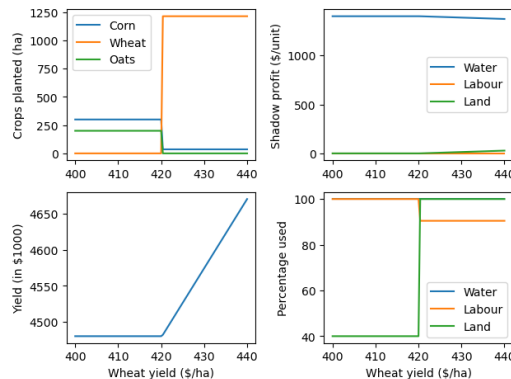 Crops planted (ha)
1250
1000
750
500
250
0
Corn
Wheat
Oats
400 410 420 430 440
Shadow profit ($/unit)
1000
0
Water
Labour
Land
400 410 420 430 440
Yield (in $1000)
4650
4600
4550
4500
400 410 420 430 440
Wheat yield ($/ha)
Percentage used
100
80
60
40
Water
Labour
Land
400 410 420 430 440
Wheat yield ($/ha)